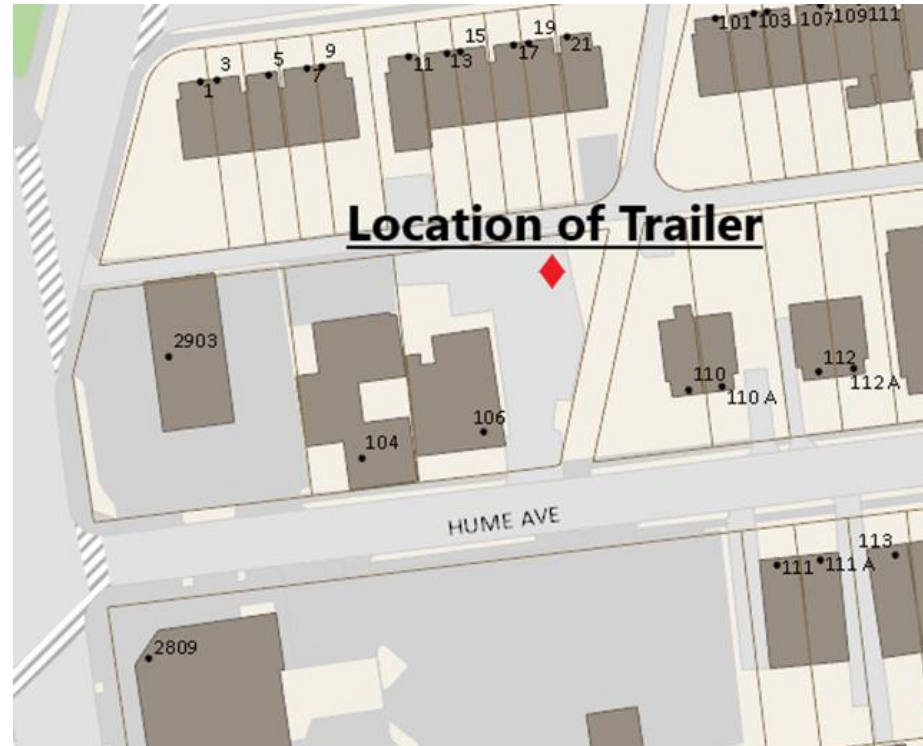 101 103 107 109 111
1 3 5 7 9
11 13 15 17 19 21
Location of Trailer
2903
104
106
110
110 A
112
112 A
HUME AVE
111
111 A
113
2809